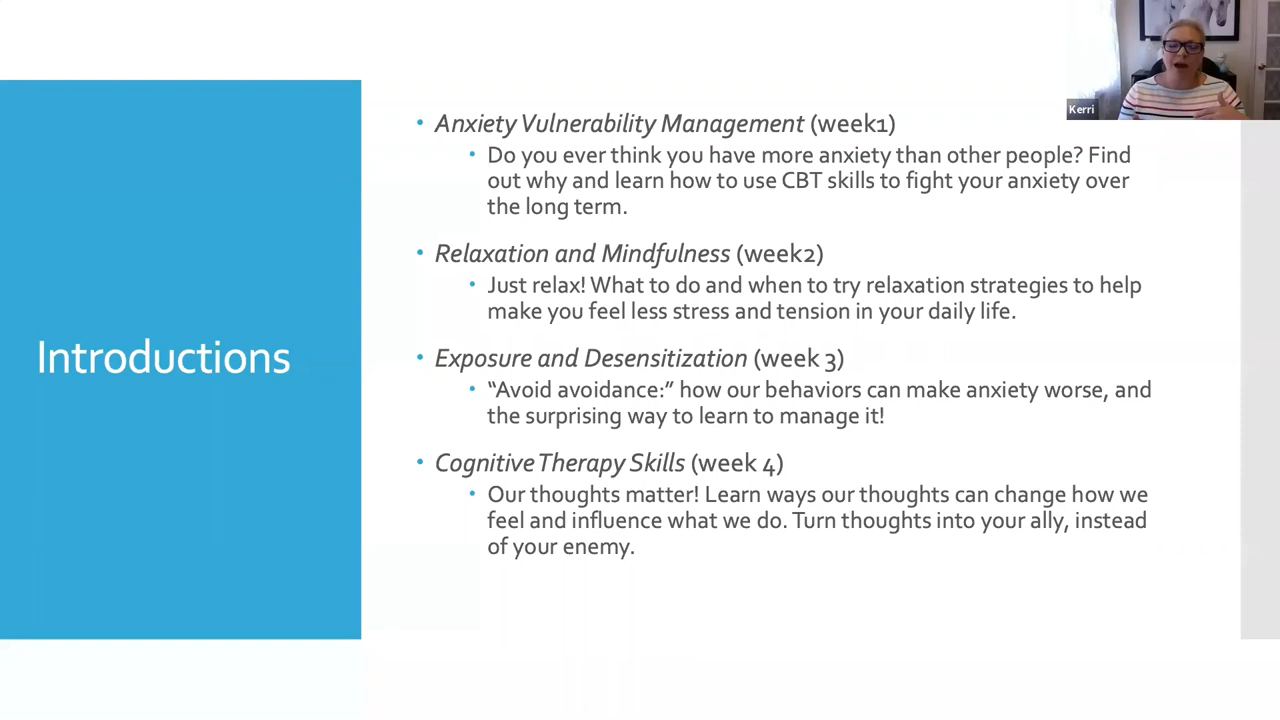 Kerri
Introductions
• Anxiety Vulnerability Management (week1)
• Do you ever think you have more anxiety than other people? Find
out why and learn how to use CBT skills to fight your anxiety over
the long term.
• Relaxation and Mindfulness (week2)
• Just relax! What to do and when to try relaxation strategies to help
make you feel less stress and tension in your daily life.
• Exposure and Desensitization (week 3)
• “Avoid avoidance:” how our behaviors can make anxiety worse, and
the surprising way to learn to manage it!
• Cognitive Therapy Skills (week 4)
• Our thoughts matter! Learn ways our thoughts can change how we
feel and influence what we do. Turn thoughts into your ally, instead
of your enemy.